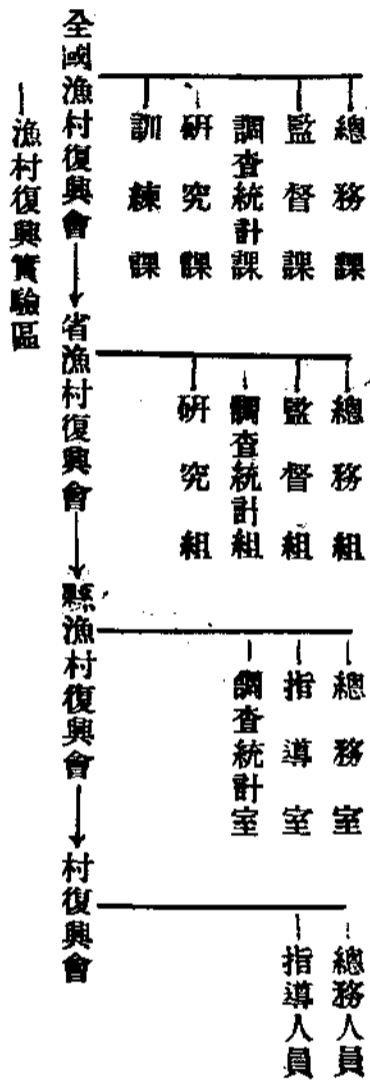 全國漁村復興會
總務課
監督課
調查統計課
研究課
訓練課
漁村復興實驗區
省漁村復興會
總務組
監督組
調查統計組
研究組
縣漁村復興會
總務室
指導室
調查統計室
村復興會
總務人員
指導人員